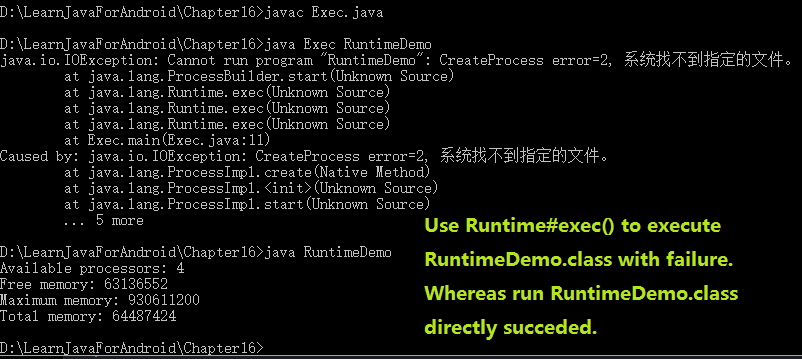 D:\LearnJavaForAndroid\Chapter16>javac Exec.java
D:\LearnJavaForAndroid\Chapter16>java Exec RuntimeDemo
java.io.IOException: Cannot run program "RuntimeDemo": CreateProcess error=2, 系统找不到指定的文件。
at java.lang.ProcessBuilder.start(Unknown Source)
at java.lang.Runtime.exec(Unknown Source)
at java.lang.Runtime.exec(Unknown Source)
at java.lang.Runtime.exec(Unknown Source)
at Exec.main(Exec.java:11)
Caused by: java.io.IOException: CreateProcess error=2, 系统找不到指定的文件。
at java.lang.ProcessImpl.create(Native Method)
at java.lang.ProcessImpl.<init>(Unknown Source)
at java.lang.ProcessImpl.start(Unknown Source)
... 5 more
D:\LearnJavaForAndroid\Chapter16>java RuntimeDemo
Available processors: 4
Free memory: 63136552
Maximum memory: 930611200
Total memory: 64487424
D:\LearnJavaForAndroid\Chapter16>
Use Runtime#exec() to execute
RuntimeDemo.class with failure.
Whereas run RuntimeDemo.class
directly succeded.